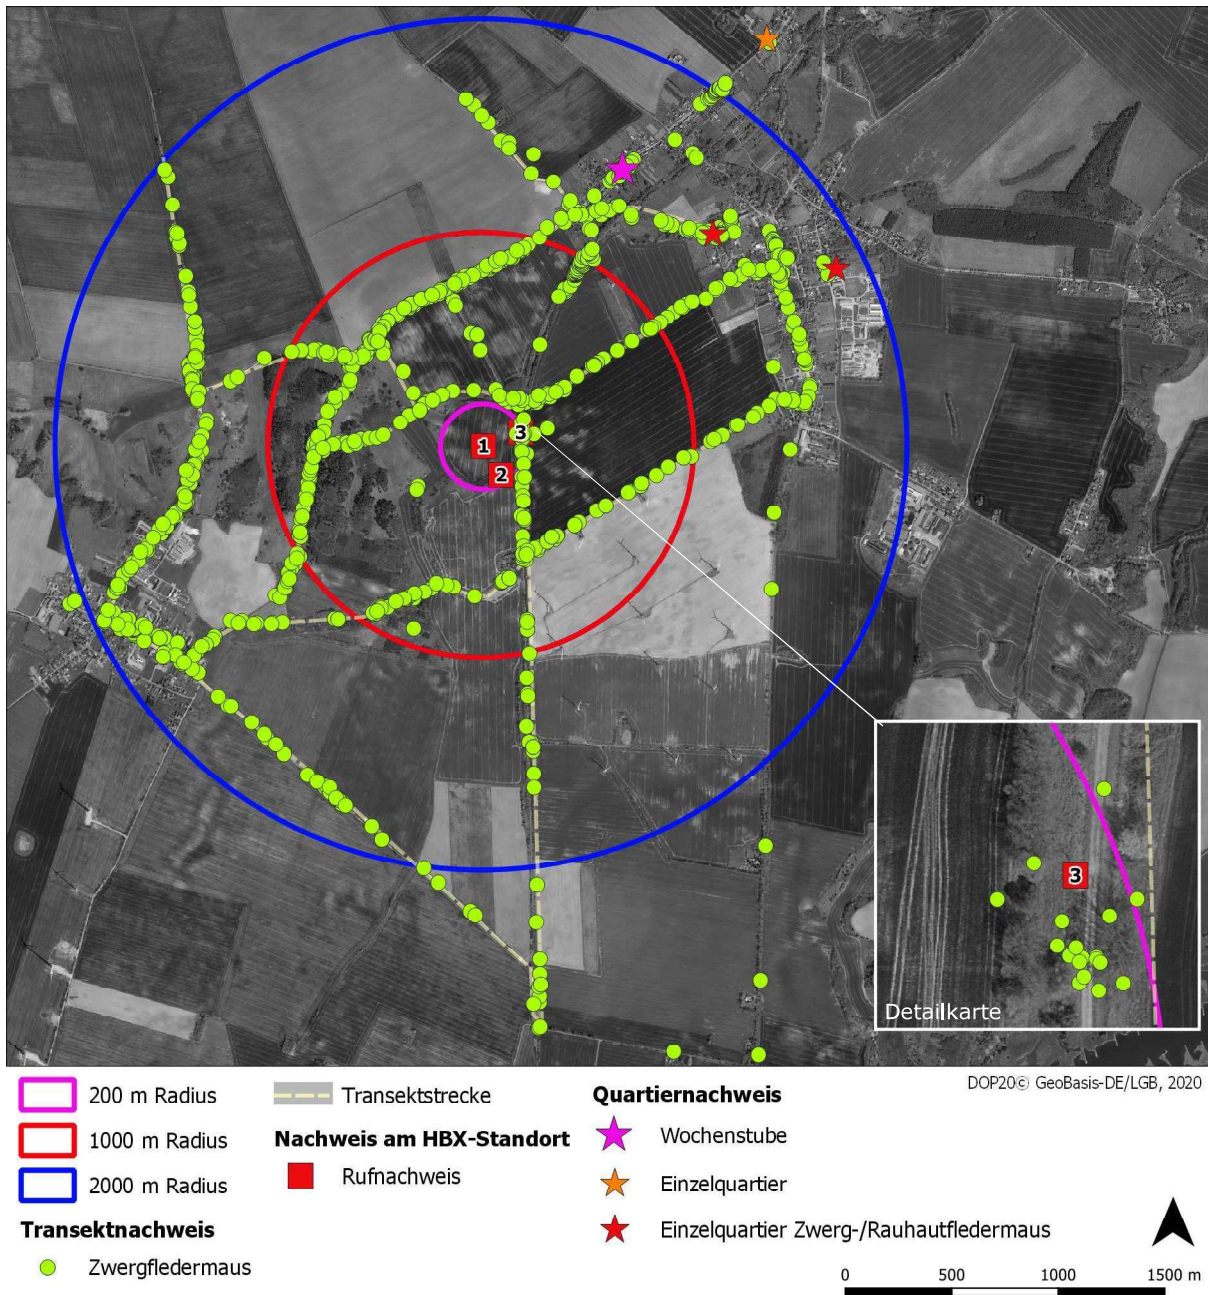 1
3
2
3
Detailkarte
DOP20© GeoBasis-DE/LGB, 2020
200 m Radius
1000 m Radius
2000 m Radius
Transektnachweis
Zwergfledermaus
Transektstrecke
Nachweis am HBX-Standort
Rufnachweis
Quartiernachweis
Wochenstube
Einzelquartier
Einzelquartier Zwerg-/Rauhautfledermaus
0 500 1000 1500 m